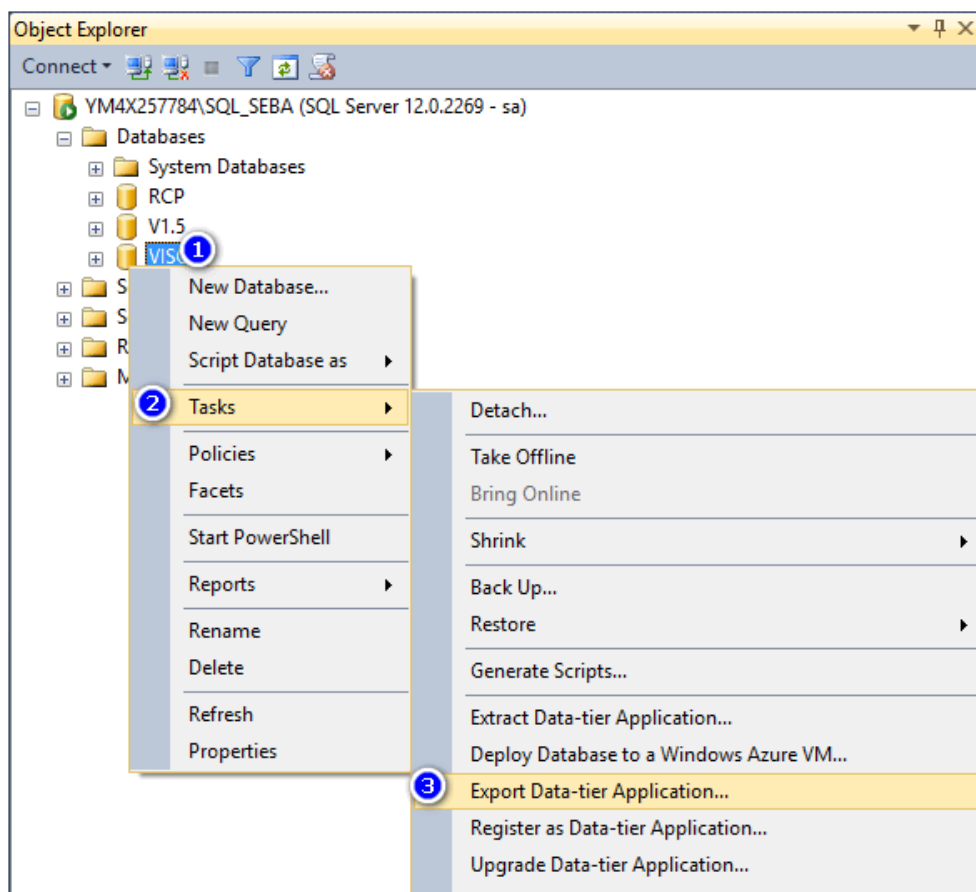 Object Explorer
Connect
YM4X257784\SQL_SEBA (SQL Server 12.0.2269 - sa)
Databases
System Databases
RCP
V1.5
1
2
3
New Database...
New Query
Script Database as
Tasks
Policies
Facets
Start PowerShell
Reports
Rename
Delete
Refresh
Properties
Detach...
Take Offline
Bring Online
Shrink
Back Up...
Restore
Generate Scripts...
Extract Data-tier Application...
Deploy Database to a Windows Azure VM...
Export Data-tier Application...
Register as Data-tier Application...
Upgrade Data-tier Application...